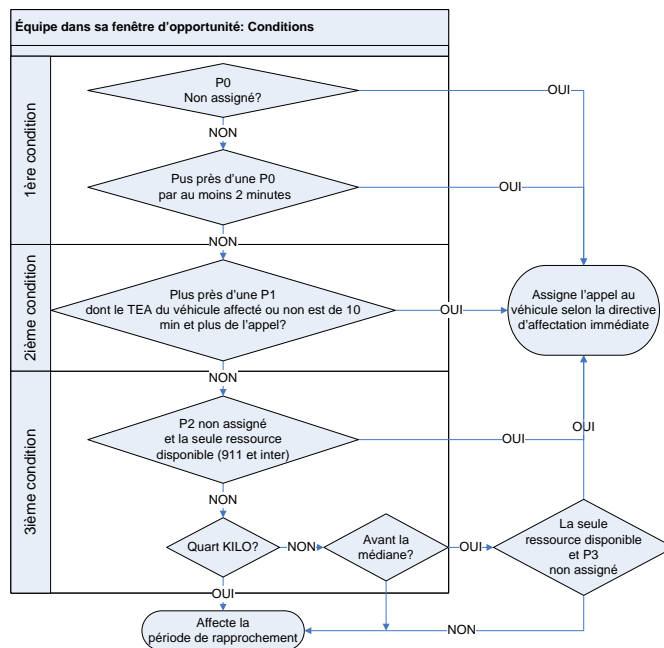 Équipe dans sa fenêtre d'opportunité: Conditions
1ère condition
P0
Non assigné?
OUI
NON
Pus près d'une P0
par au moins 2 minutes
OUI
NON
2ième condition
Plus près d'une P1
dont le TEA du véhicule affecté ou non est de 10
min et plus de l'appel?
OUI
Assigne l'appel au
véhicule selon la directive
d'affectation immédiate
NON
3ième condition
P2 non assigné
et la seule ressource
disponible (911 et inter)
OUI
OUI
NON
Quart KILO?
NON
Avant la
médiane?
OUI
La seule
ressource disponible
et P3
non assigné
OUI
Affecte la
période de rapprochement
NON